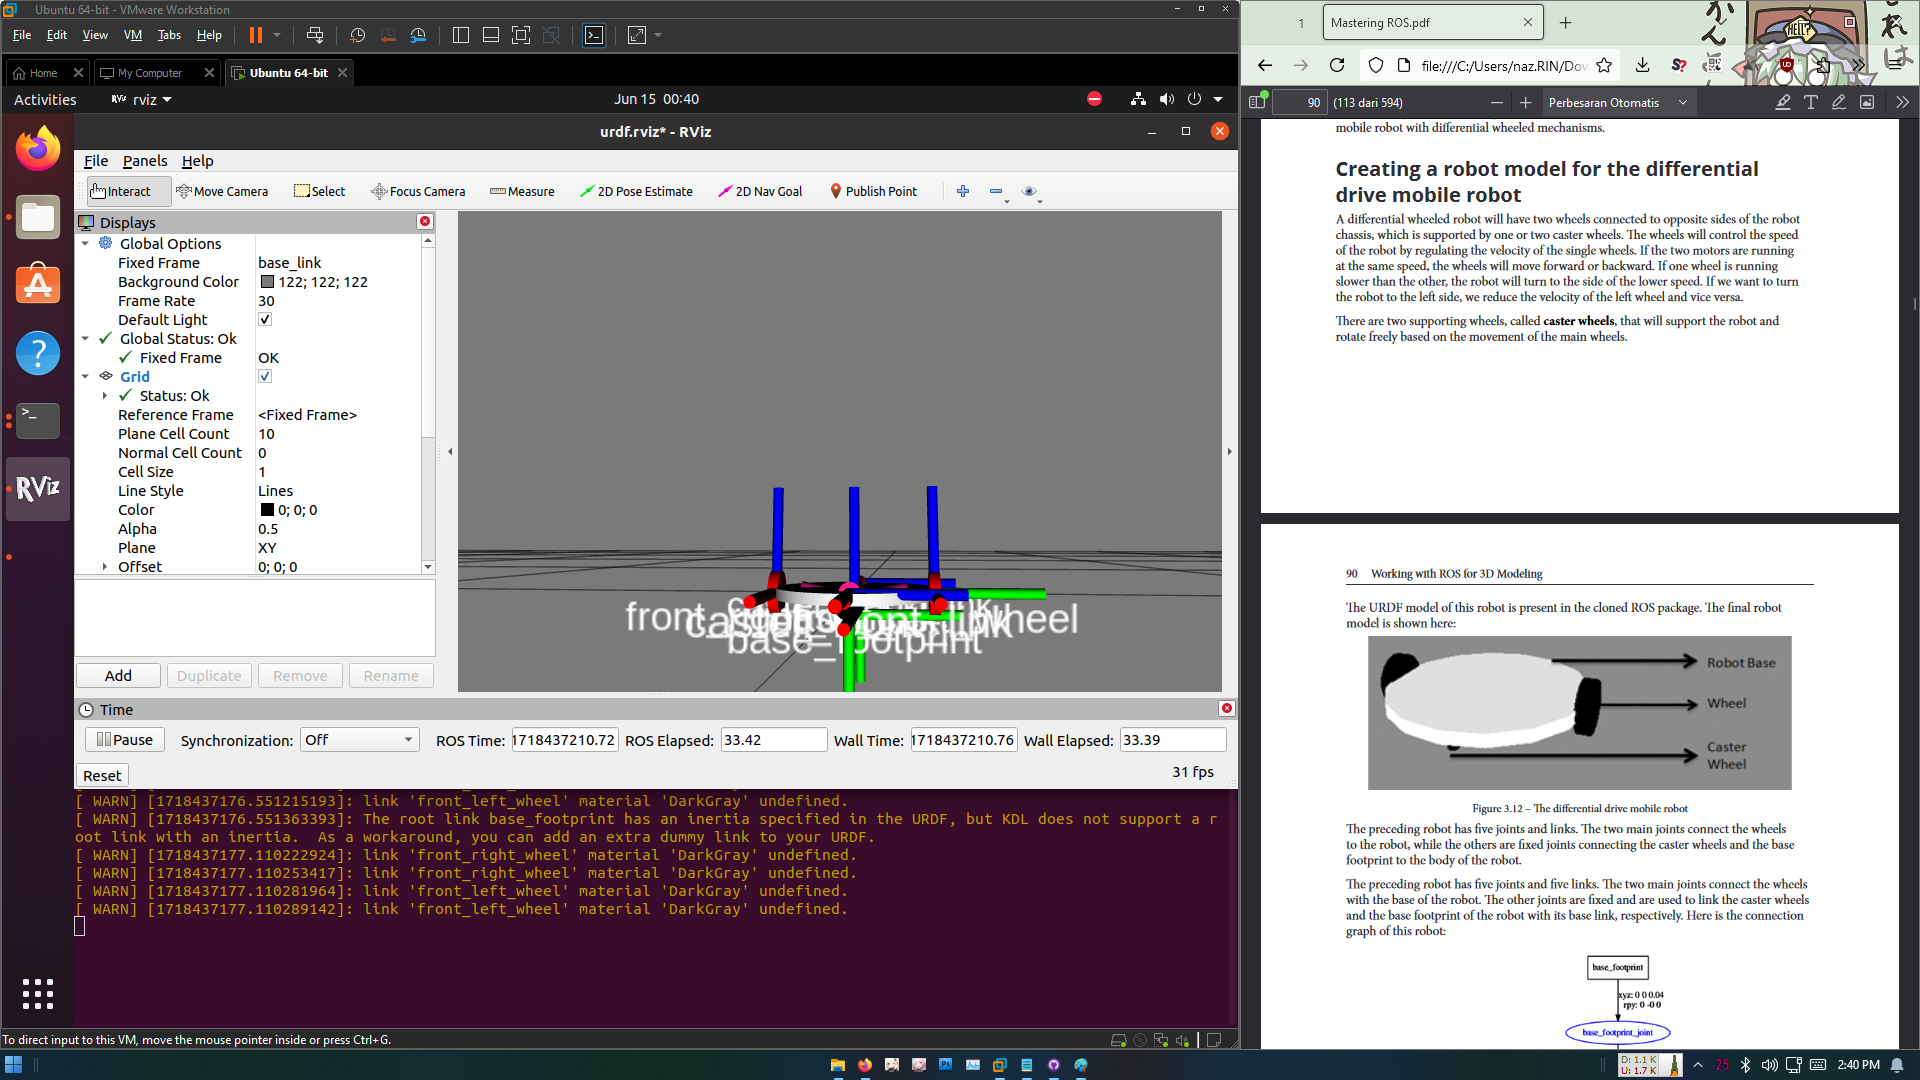 Ubuntu 64-bit - VMware Workstation
File Edit View VM Tabs Help
Home
My Computer
Ubuntu 64-bit
Activities
RViz rviz
Jun 15 00:40
urdf.rviz* - RViz
File Panels Help
Interact
Move Camera
Select
Focus Camera
Measure
2D Pose Estimate
2D Nav Goal
Publish Point
Displays
Global Options
Fixed Frame base_link
Background Color 122; 122; 122
Frame Rate 30
Default Light
Global Status: Ok
Fixed Frame OK
Grid
Status: Ok
Reference Frame <Fixed Frame>
Plane Cell Count 10
Normal Cell Count 0
Cell Size 1
Line Style Lines
Color 0; 0; 0
Alpha 0.5
Plane XY
Offset 0; 0; 0
RViz
base_footprint
Add Duplicate Remove Rename
Time
Pause Synchronization: Off ROS Time: 1718437210.72 ROS Elapsed: 33.42 Wall Time: 1718437210.76 Wall Elapsed: 33.39
Reset
31 fps
[ WARN] [1718437176.551215193]: link 'front_left_wheel' material 'DarkGray' undefined.
[ WARN] [1718437176.551363393]: The root link base_footprint has an inertia specified in the URDF, but KDL does not support a r
oot link with an inertia.  As a workaround, you can add an extra dummy link to your URDF.
[ WARN] [1718437177.110222924]: link 'front_right_wheel' material 'DarkGray' undefined.
[ WARN] [1718437177.110253417]: link 'front_right_wheel' material 'DarkGray' undefined.
[ WARN] [1718437177.110281964]: link 'front_left_wheel' material 'DarkGray' undefined.
[ WARN] [1718437177.110289142]: link 'front_left_wheel' material 'DarkGray' undefined.
To direct input to this VM, move the mouse pointer inside or press Ctrl+G.
1
Mastering ROS.pdf
HELL?
file:///C:/Users/naz.RIN/Dow
90 (113 dari 594)
Perbesaran Otomatis
mobile robot with differential wheeled mechanisms.
Creating a robot model for the differential
drive mobile robot
A differential wheeled robot will have two wheels connected to opposite sides of the robot
chassis, which is supported by one or two caster wheels. The wheels will control the speed
of the robot by regulating the velocity of the single wheels. If the two motors are running
at the same speed, the wheels will move forward or backward. If one wheel is running
slower than the other, the robot will turn to the side of the lower speed. If we want to turn
the robot to the left side, we reduce the velocity of the left wheel and vice versa.
There are two supporting wheels, called caster wheels, that will support the robot and
rotate freely based on the movement of the main wheels.
90 Working with ROS for 3D Modeling
The URDF model of this robot is present in the cloned ROS package. The final robot
model is shown here:
Robot Base
Wheel
Caster
Wheel
Figure 3.12 – The differential drive mobile robot
The preceding robot has five joints and links. The two main joints connect the wheels
to the robot, while the others are fixed joints connecting the caster wheels and the base
footprint to the body of the robot.
The preceding robot has five joints and five links. The two main joints connect the wheels
with the base of the robot. The other joints are fixed and are used to link the caster wheels
and the base footprint of the robot with its base link, respectively. Here is the connection
graph of this robot:
base_footprint
xyz: 0 0 0.04
rpy: 0 -0 0
base_footprint_joint
D: 1.1 K
U: 1.7 K
25
2:40 PM